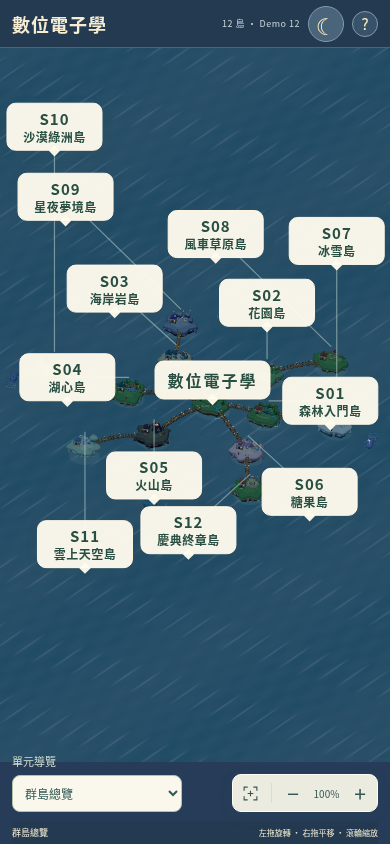 數位電子學
12 島 · Demo 12
?
S10
沙漠綠洲島
S09
星夜夢境島
S08
風車草原島
S07
冰雪島
S03
海岸岩島
S02
花園島
S04
湖心島
數位電子學
S01
森林入門島
S05
火山島
S06
糖果島
S12
慶典終章島
S11
雲上天空島
單元導覽
群島總覽
− 100% +
群島總覽
左拖旋轉 · 右拖平移 · 滾輪縮放